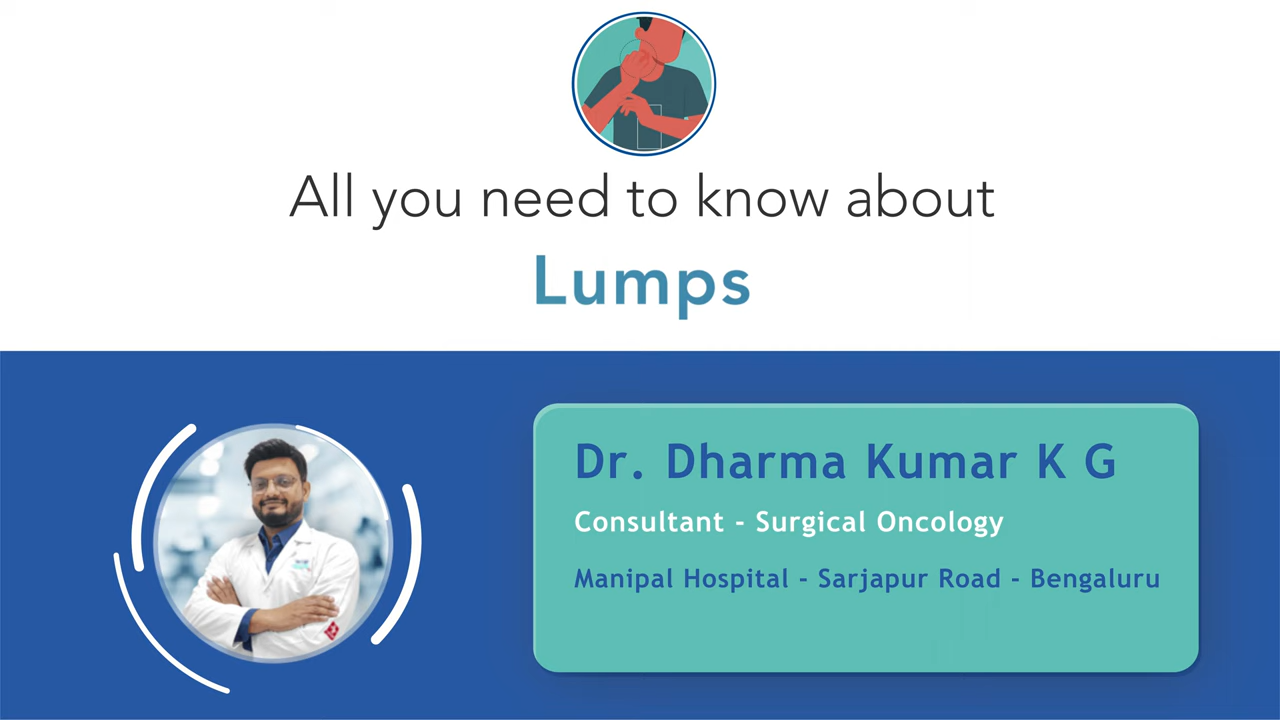 All you need to know about
Lumps
Dr. Dharma Kumar K G
Consultant - Surgical Oncology
Manipal Hospital - Sarjapur Road - Bengaluru